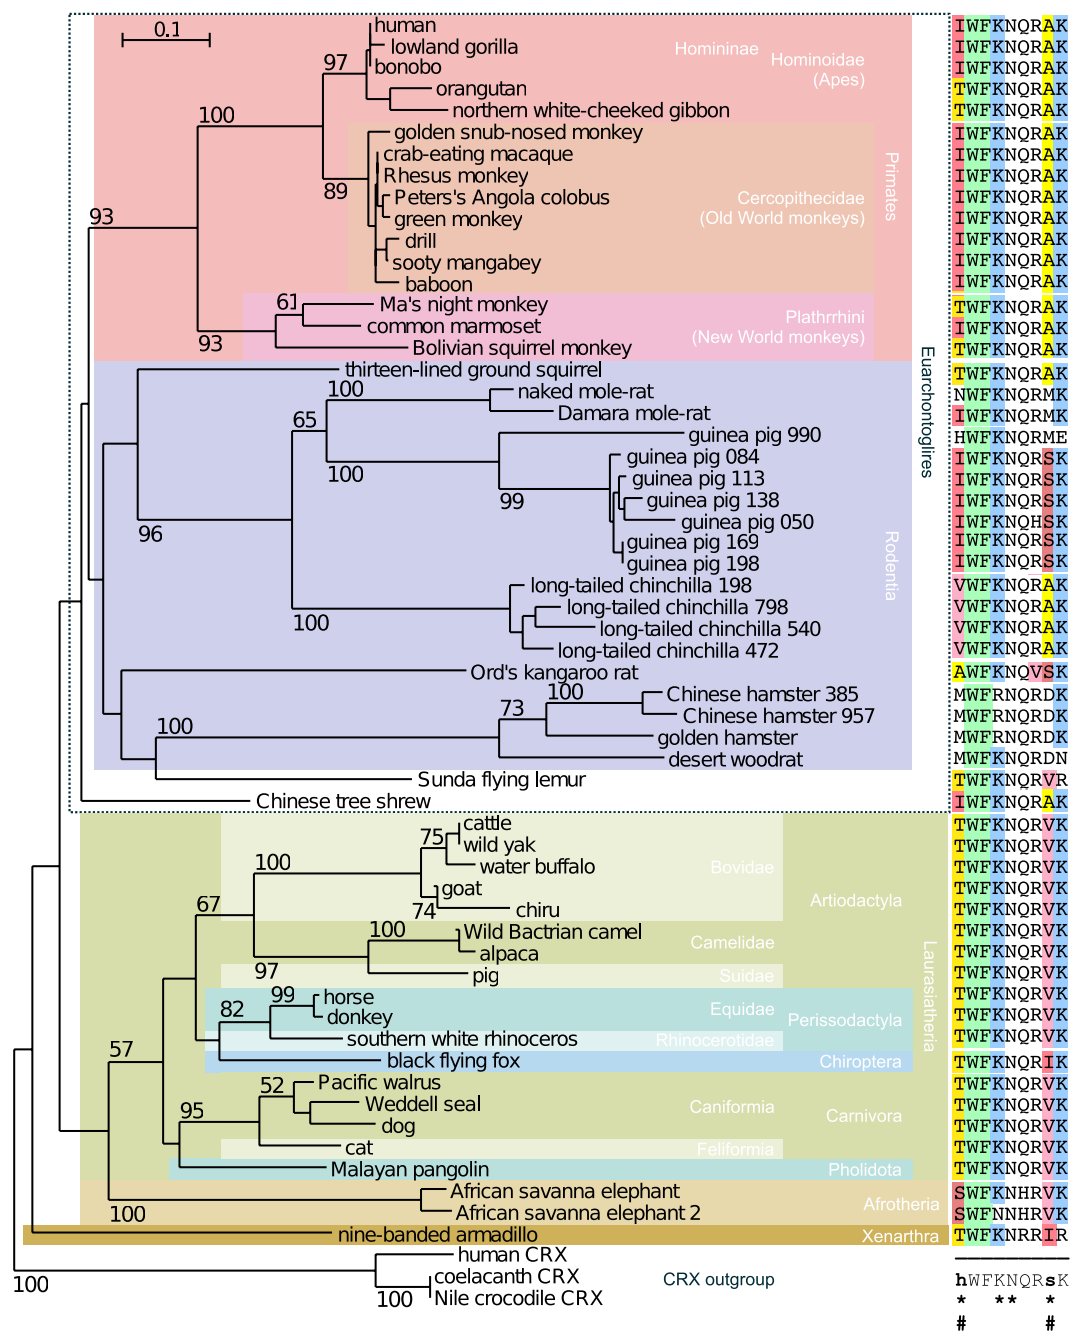 0.1
human IWFKNQRAK
lowland gorilla Homininae IWFKNQRAK
97 bonobo Hominoidae IWFKNQRAK
(Apes)
orangutan TWFKNQRAK
northern white-cheeked gibbon TWFKNQRAK
100
golden snub-nosed monkey IWFKNQRAK
crab-eating macaque IWFKNQRAK
Rhesus monkey IWFKNQRAK
89 Peters's Angola colobus Cercopithecidae IWFKNQRAK
green monkey (Old World monkeys) IWFKNQRAK
Primates
93
drill IWFKNQRAK
sooty mangabey IWFKNQRAK
baboon IWFKNQRAK
61 Ma's night monkey TWFKNQRAK
common marmoset Plathrrhini IWFKNQRAK
93 Bolivian squirrel monkey (New World monkeys) TWFKNQRAK
thirteen-lined ground squirrel TWFKNQRAK
Euarchontoglires
100 naked mole-rat NWFKNQRMK
Damara mole-rat IWFKNQRMK
65 guinea pig 990 HWFKNQRME
guinea pig 084 IWFKNQRSK
100 guinea pig 113 IWFKNQRSK
99 guinea pig 138 IWFKNQRSK
guinea pig 050 IWFKNQHSK
96 guinea pig 169 IWFKNQRSK
guinea pig 198 IWFKNQRSK
Rodentia
long-tailed chinchilla 198 VWFKNQRAK
long-tailed chinchilla 798 VWFKNQRAK
100 long-tailed chinchilla 540 VWFKNQRAK
long-tailed chinchilla 472 VWFKNQRAK
Ord's kangaroo rat AWFKNQVSK
100 Chinese hamster 385 MWFRNQRDK
73 Chinese hamster 957 MWFRNQRDK
100 golden hamster MWFRNQRDK
desert woodrat MWFKNQRDN
Sunda flying lemur TWFKNQRVR
Chinese tree shrew IWFKNQRAK
cattle TWFKNQRVK
75 wild yak TWFKNQRVK
100 water buffalo Bovidae TWFKNQRVK
goat TWFKNQRVK
67 74 chiru Artiodactyla TWFKNQRVK
100 Wild Bactrian camel TWFKNQRVK
alpaca Camelidae TWFKNQRVK
97 pig Suidae TWFKNQRVK
Laurasiatheria
99 horse TWFKNQRVK
82 donkey Equidae Perissodactyla TWFKNQRVK
southern white rhinoceros Rhinocerotidae TWFKNQRVK
57 black flying fox Chiroptera TWFKNQRIK
52 Pacific walrus TWFKNQRVK
95 Weddell seal Caniformia Carnivora TWFKNQRVK
dog TWFKNQRVK
cat Feliformia TWFKNQRVK
Malayan pangolin Pholidota TWFKNQRVK
African savanna elephant Afrotheria SWFKNHRVK
100 African savanna elephant 2 SWFNNHRVK
nine-banded armadillo Xenarthra TWFKNRRIR
human CRX
100 coelacanth CRX CRX outgroup hWFKNQRsK
100 Nile crocodile CRX * ** *
# #